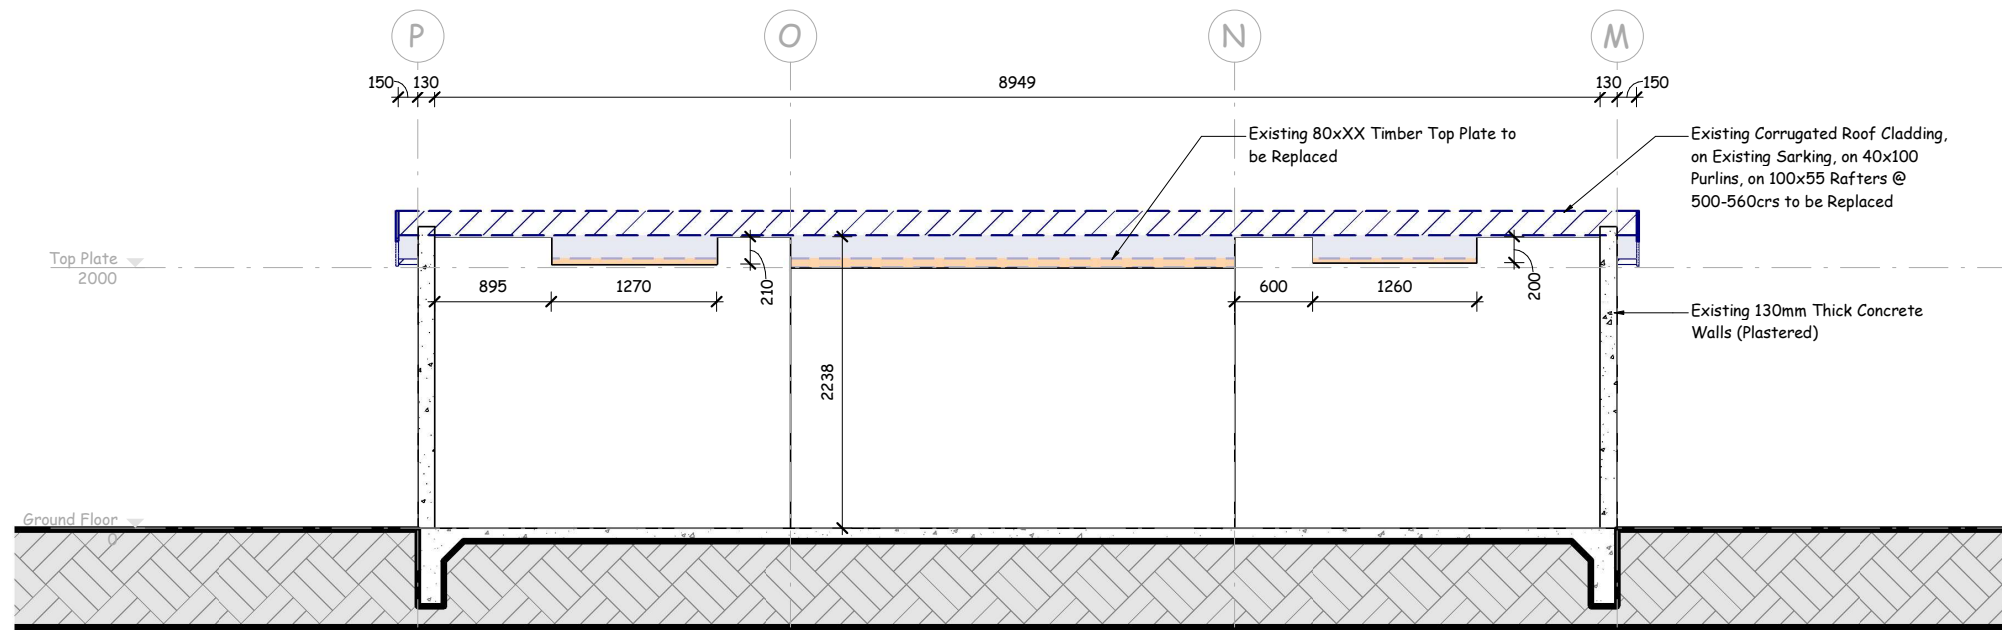 P
O
N
M
150
130
8949
130
150
Existing 80xXX Timber Top Plate to
be Replaced
Existing Corrugated Roof Cladding,
on Existing Sarking, on 40x100
Purlins, on 100x55 Rafters @
500-560crs to be Replaced
Top Plate
2000
895
1270
210
600
1260
200
Existing 130mm Thick Concrete
Walls (Plastered)
2238
Ground Floor
0